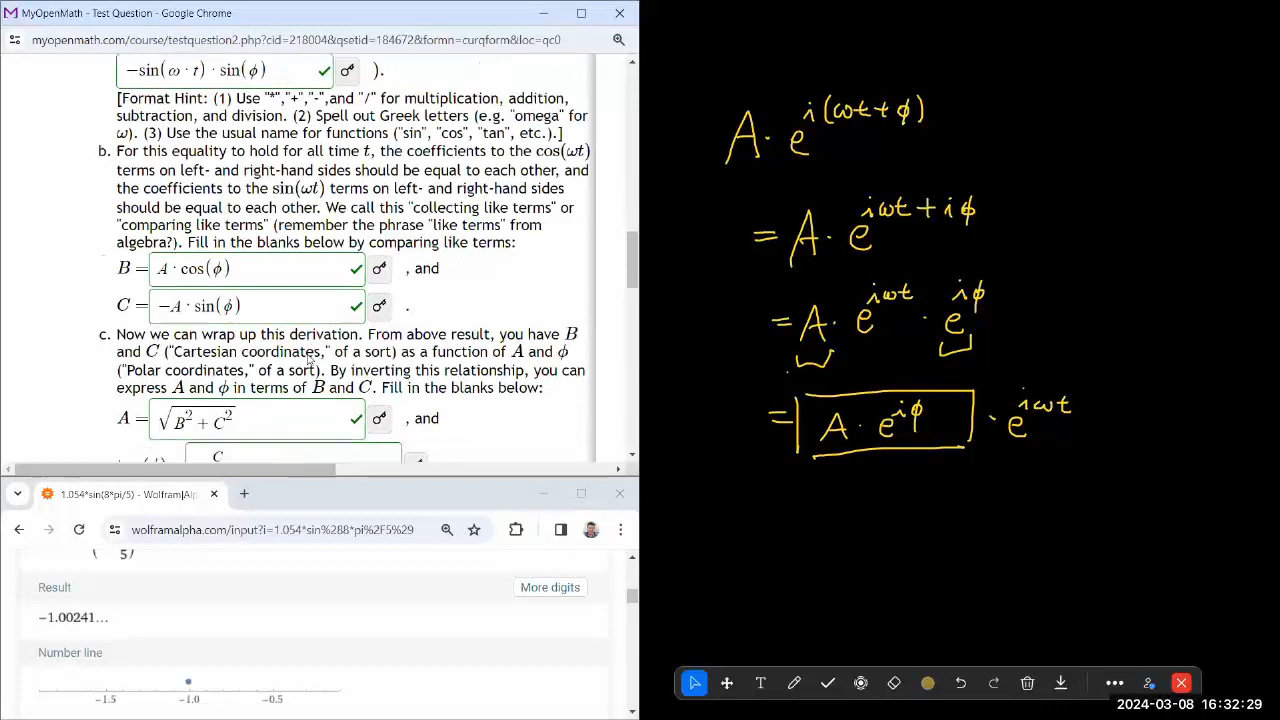 MyOpenMath - Test Question - Google Chrome
myopenmath.com/course/testquestion2.php?cid=218004&qsetid=184672&formn=curqform&loc=qc0
−sin(ω · t) · sin(ϕ) ).
[Format Hint: (1) Use "*","+","-",and "/" for multiplication, addition,
subtraction, and division. (2) Spell out Greek letters (e.g. "omega" for
ω). (3) Use the usual name for functions ("sin", "cos", "tan", etc.).]
b. For this equality to hold for all time t, the coefficients to the cos(ωt)
terms on left- and right-hand sides should be equal to each other, and
the coefficients to the sin(ωt) terms on left- and right-hand sides
should be equal to each other. We call this "collecting like terms" or
"comparing like terms" (remember the phrase "like terms" from
algebra?). Fill in the blanks below by comparing like terms:
B = A · cos(ϕ) , and
C = −A · sin(ϕ) .
c. Now we can wrap up this derivation. From above result, you have B
and C ("Cartesian coordinates," of a sort) as a function of A and ϕ
("Polar coordinates," of a sort). By inverting this relationship, you can
express A and ϕ in terms of B and C. Fill in the blanks below:
A = √(B² + C²) , and
C
1.054*sin(8*pi/5) - Wolfram|Alp
wolframalpha.com/input?i=1.054*sin%288*pi%2F5%29
( 5)
Result
More digits
−1.00241...
Number line
−1.5 −1.0 −0.5
A · e^{i(ωt+ϕ)}
= A · e^{iωt + iϕ}
= A · e^{iωt} · e^{iϕ}
= A · e^{iϕ} · e^{iωt}
T
2024-03-08 16:32:29